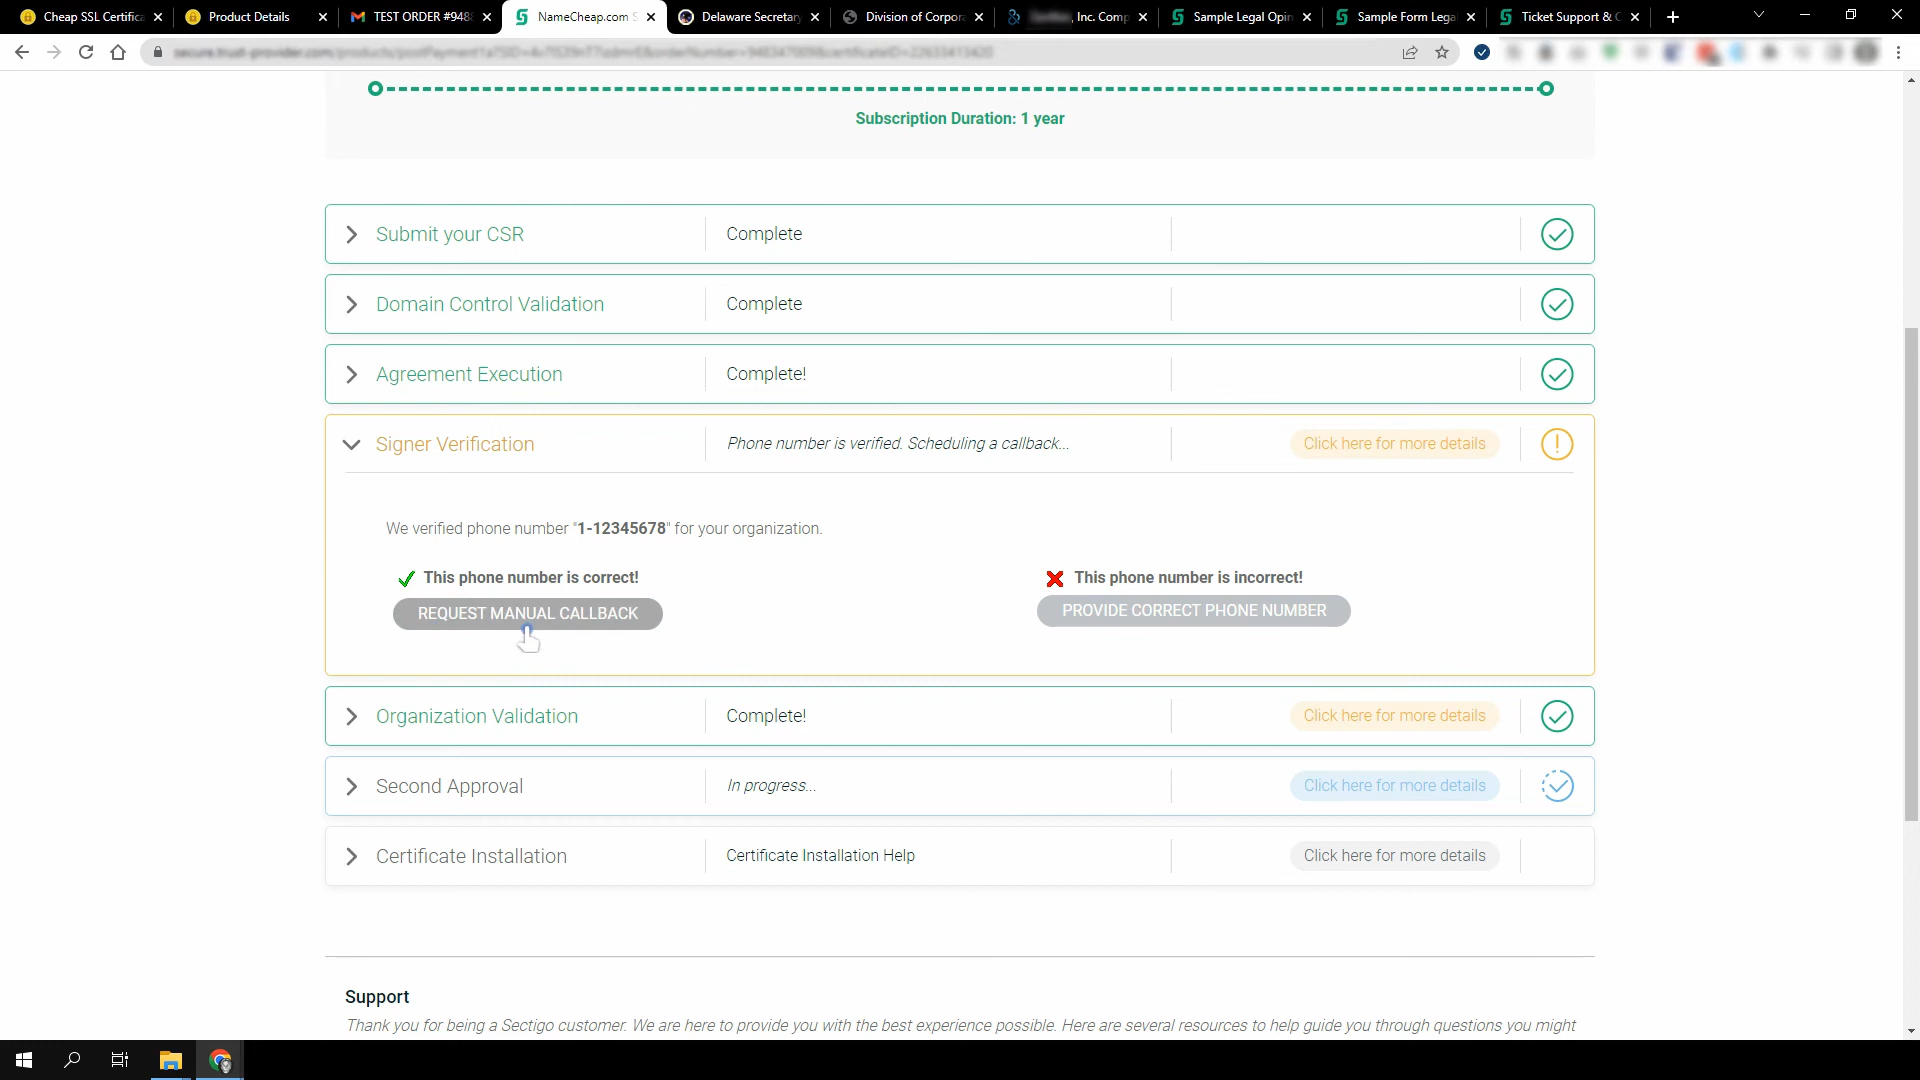 Cheap SSL Certifica
Product Details
TEST ORDER #948
NameCheap.com S
Delaware Secretary
Division of Corpora
, Inc. Comp
Sample Legal Opin
Sample Form Lega
Ticket Support & C
Subscription Duration: 1 year
Submit your CSR
Complete
Domain Control Validation
Complete
Agreement Execution
Complete!
Signer Verification
Phone number is verified. Scheduling a callback...
Click here for more details
We verified phone number "1-12345678" for your organization.
This phone number is correct!
This phone number is incorrect!
REQUEST MANUAL CALLBACK
PROVIDE CORRECT PHONE NUMBER
Organization Validation
Complete!
Click here for more details
Second Approval
In progress...
Click here for more details
Certificate Installation
Certificate Installation Help
Click here for more details
Support
Thank you for being a Sectigo customer. We are here to provide you with the best experience possible. Here are several resources to help guide you through questions you might